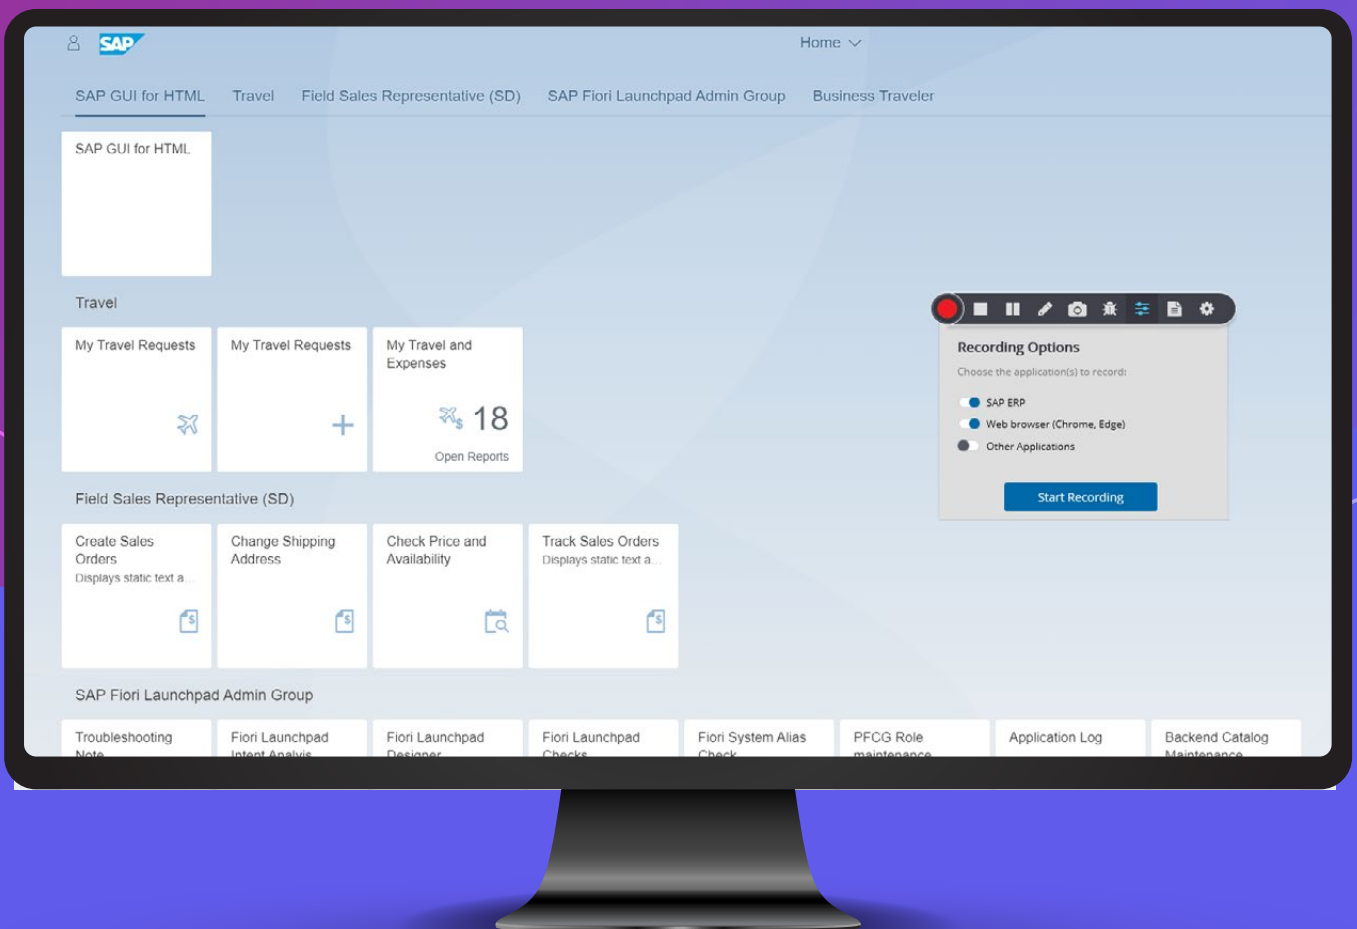 SAP
Home
SAP GUI for HTML
Travel
Field Sales Representative (SD)
SAP Fiori Launchpad Admin Group
Business Traveler
SAP GUI for HTML
Travel
My Travel Requests
My Travel Requests
My Travel and
Expenses
18
Open Reports
Recording Options
Choose the application(s) to record:
SAP ERP
Web browser (Chrome, Edge)
Other Applications
Start Recording
Field Sales Representative (SD)
Create Sales
Orders
Displays static text a...
Change Shipping
Address
Check Price and
Availability
Track Sales Orders
Displays static text a...
SAP Fiori Launchpad Admin Group
Troubleshooting
Note
Fiori Launchpad
Intent Analyis
Fiori Launchpad
Designer
Fiori Launchpad
Checks
Fiori System Alias
Check
PFCG Role
maintenance
Application Log
Backend Catalog
Maintenance